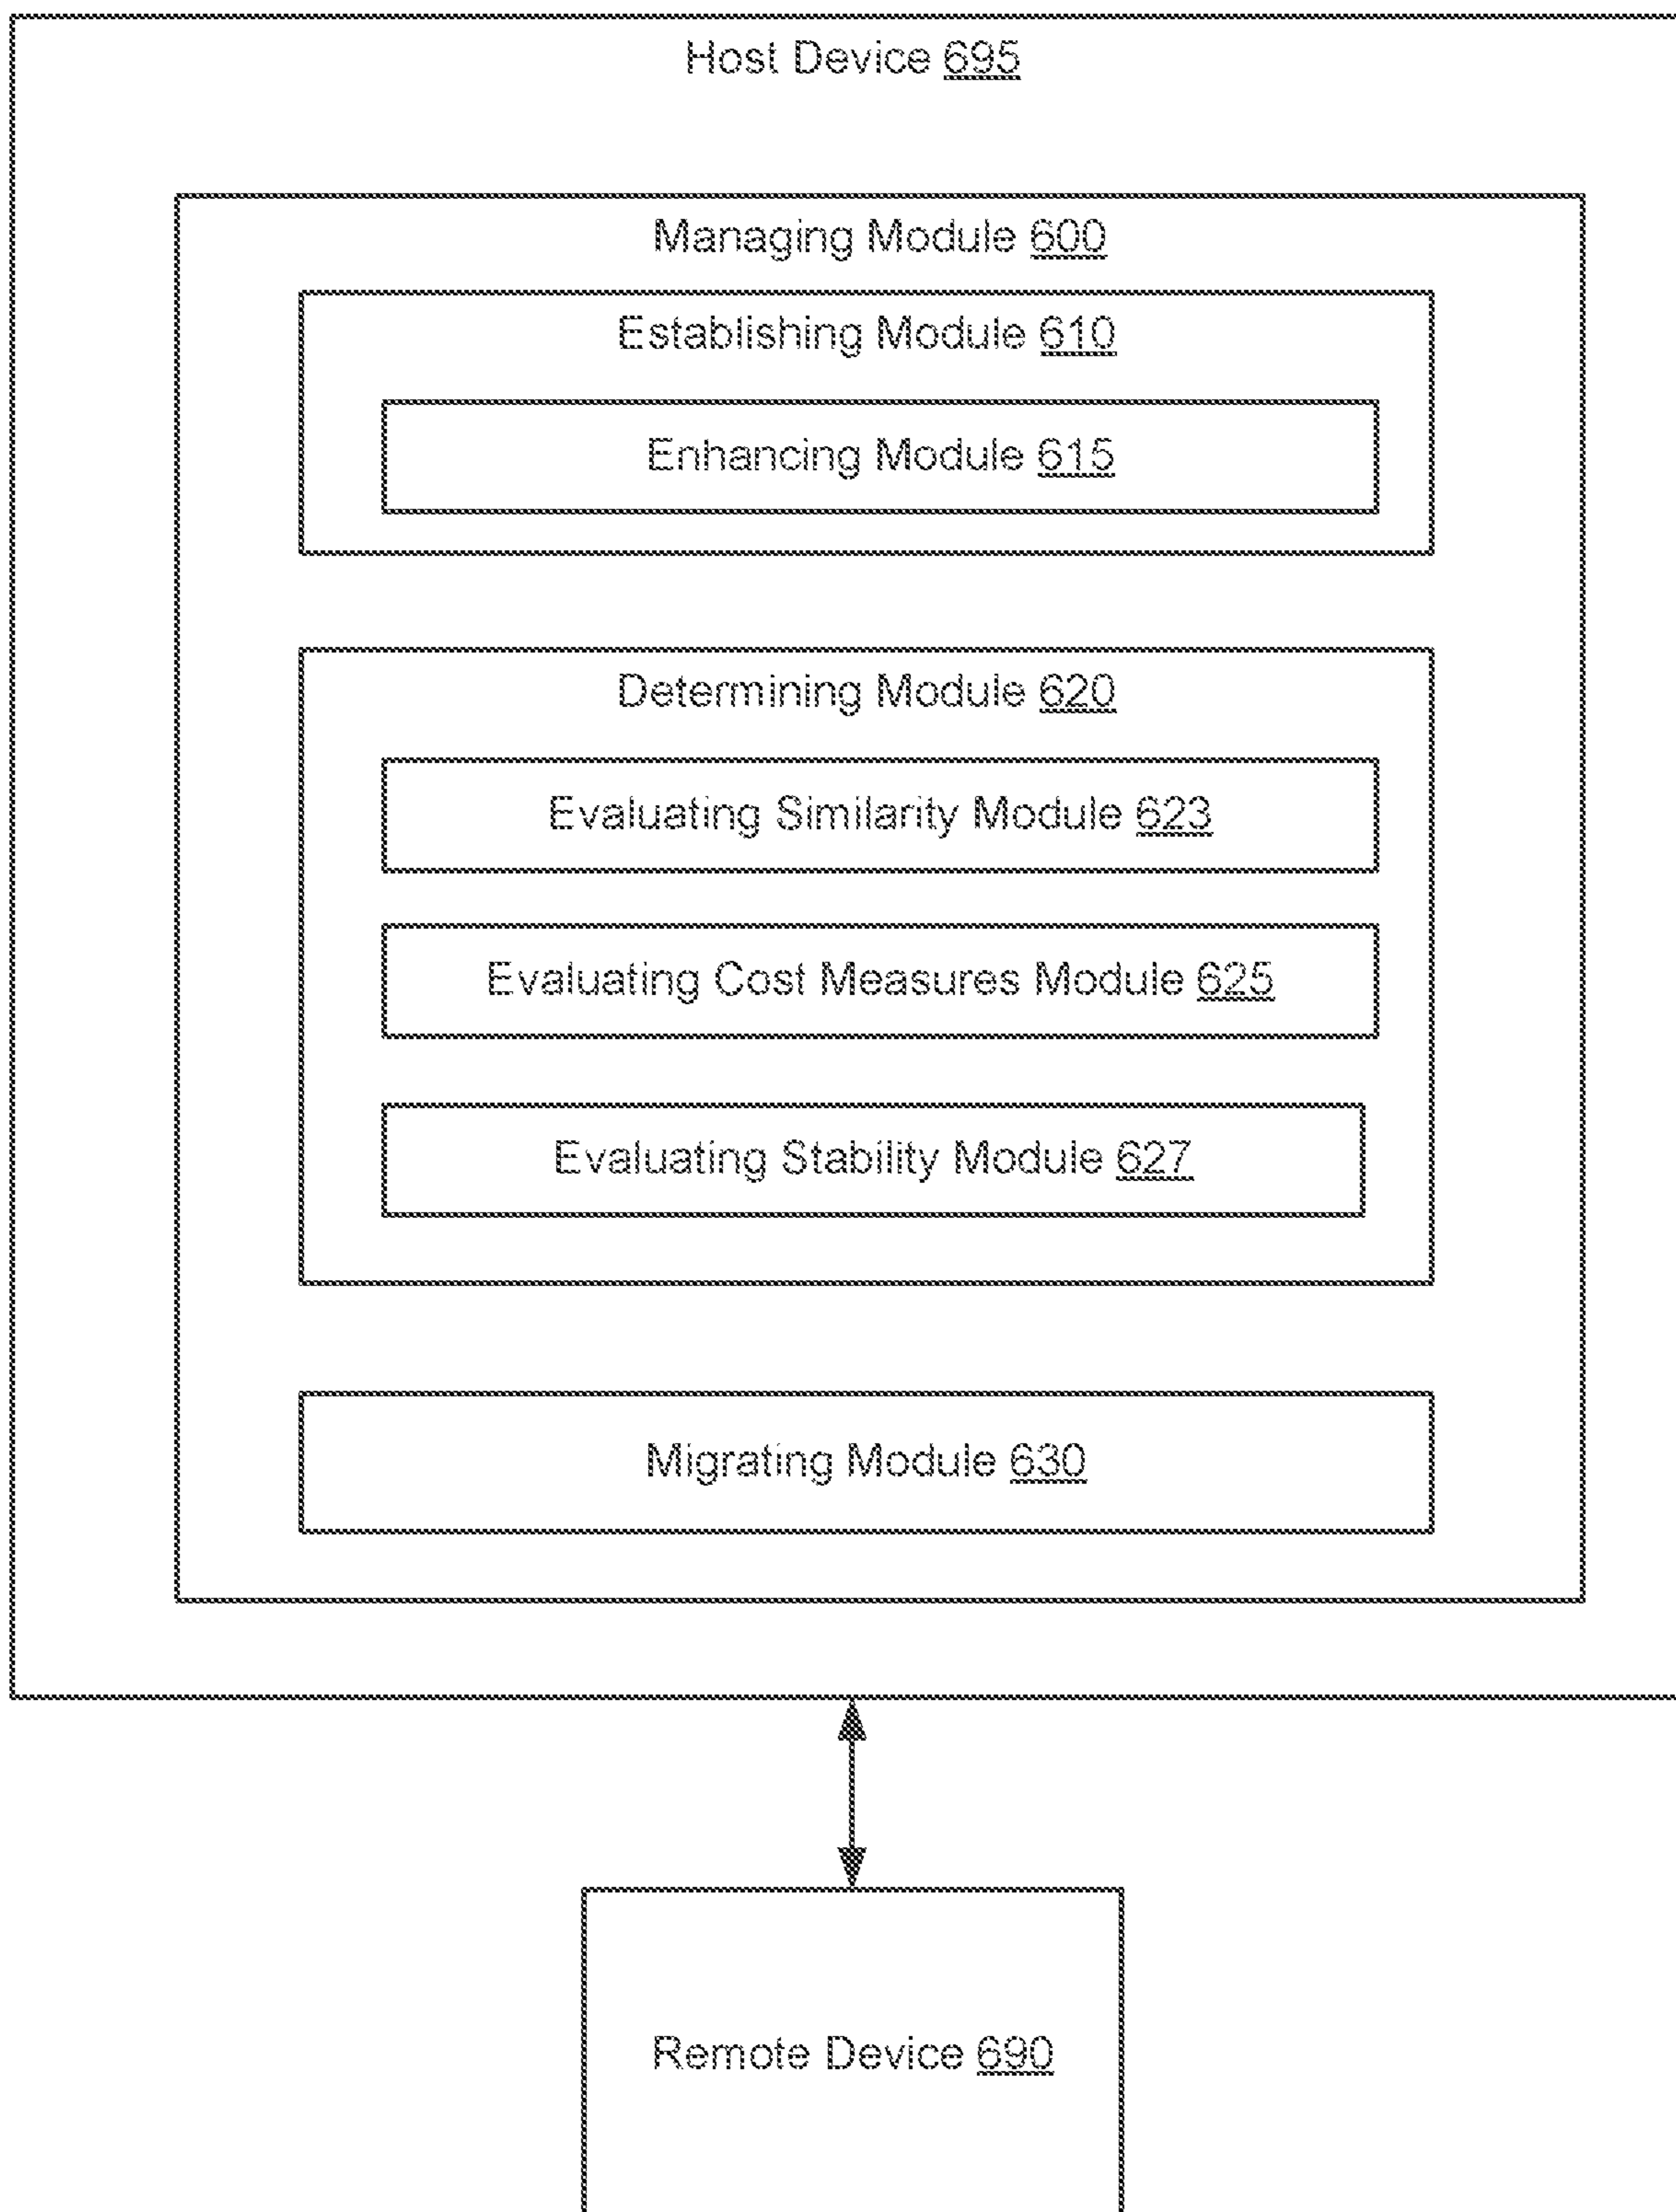 Host Device 695
Managing Module 600
Establishing Module 610
Enhancing Module 615
Determining Module 620
Evaluating Similarity Module 623
Evaluating Cost Measures Module 625
Evaluating Stability Module 627
Migrating Module 630
Remote Device 690